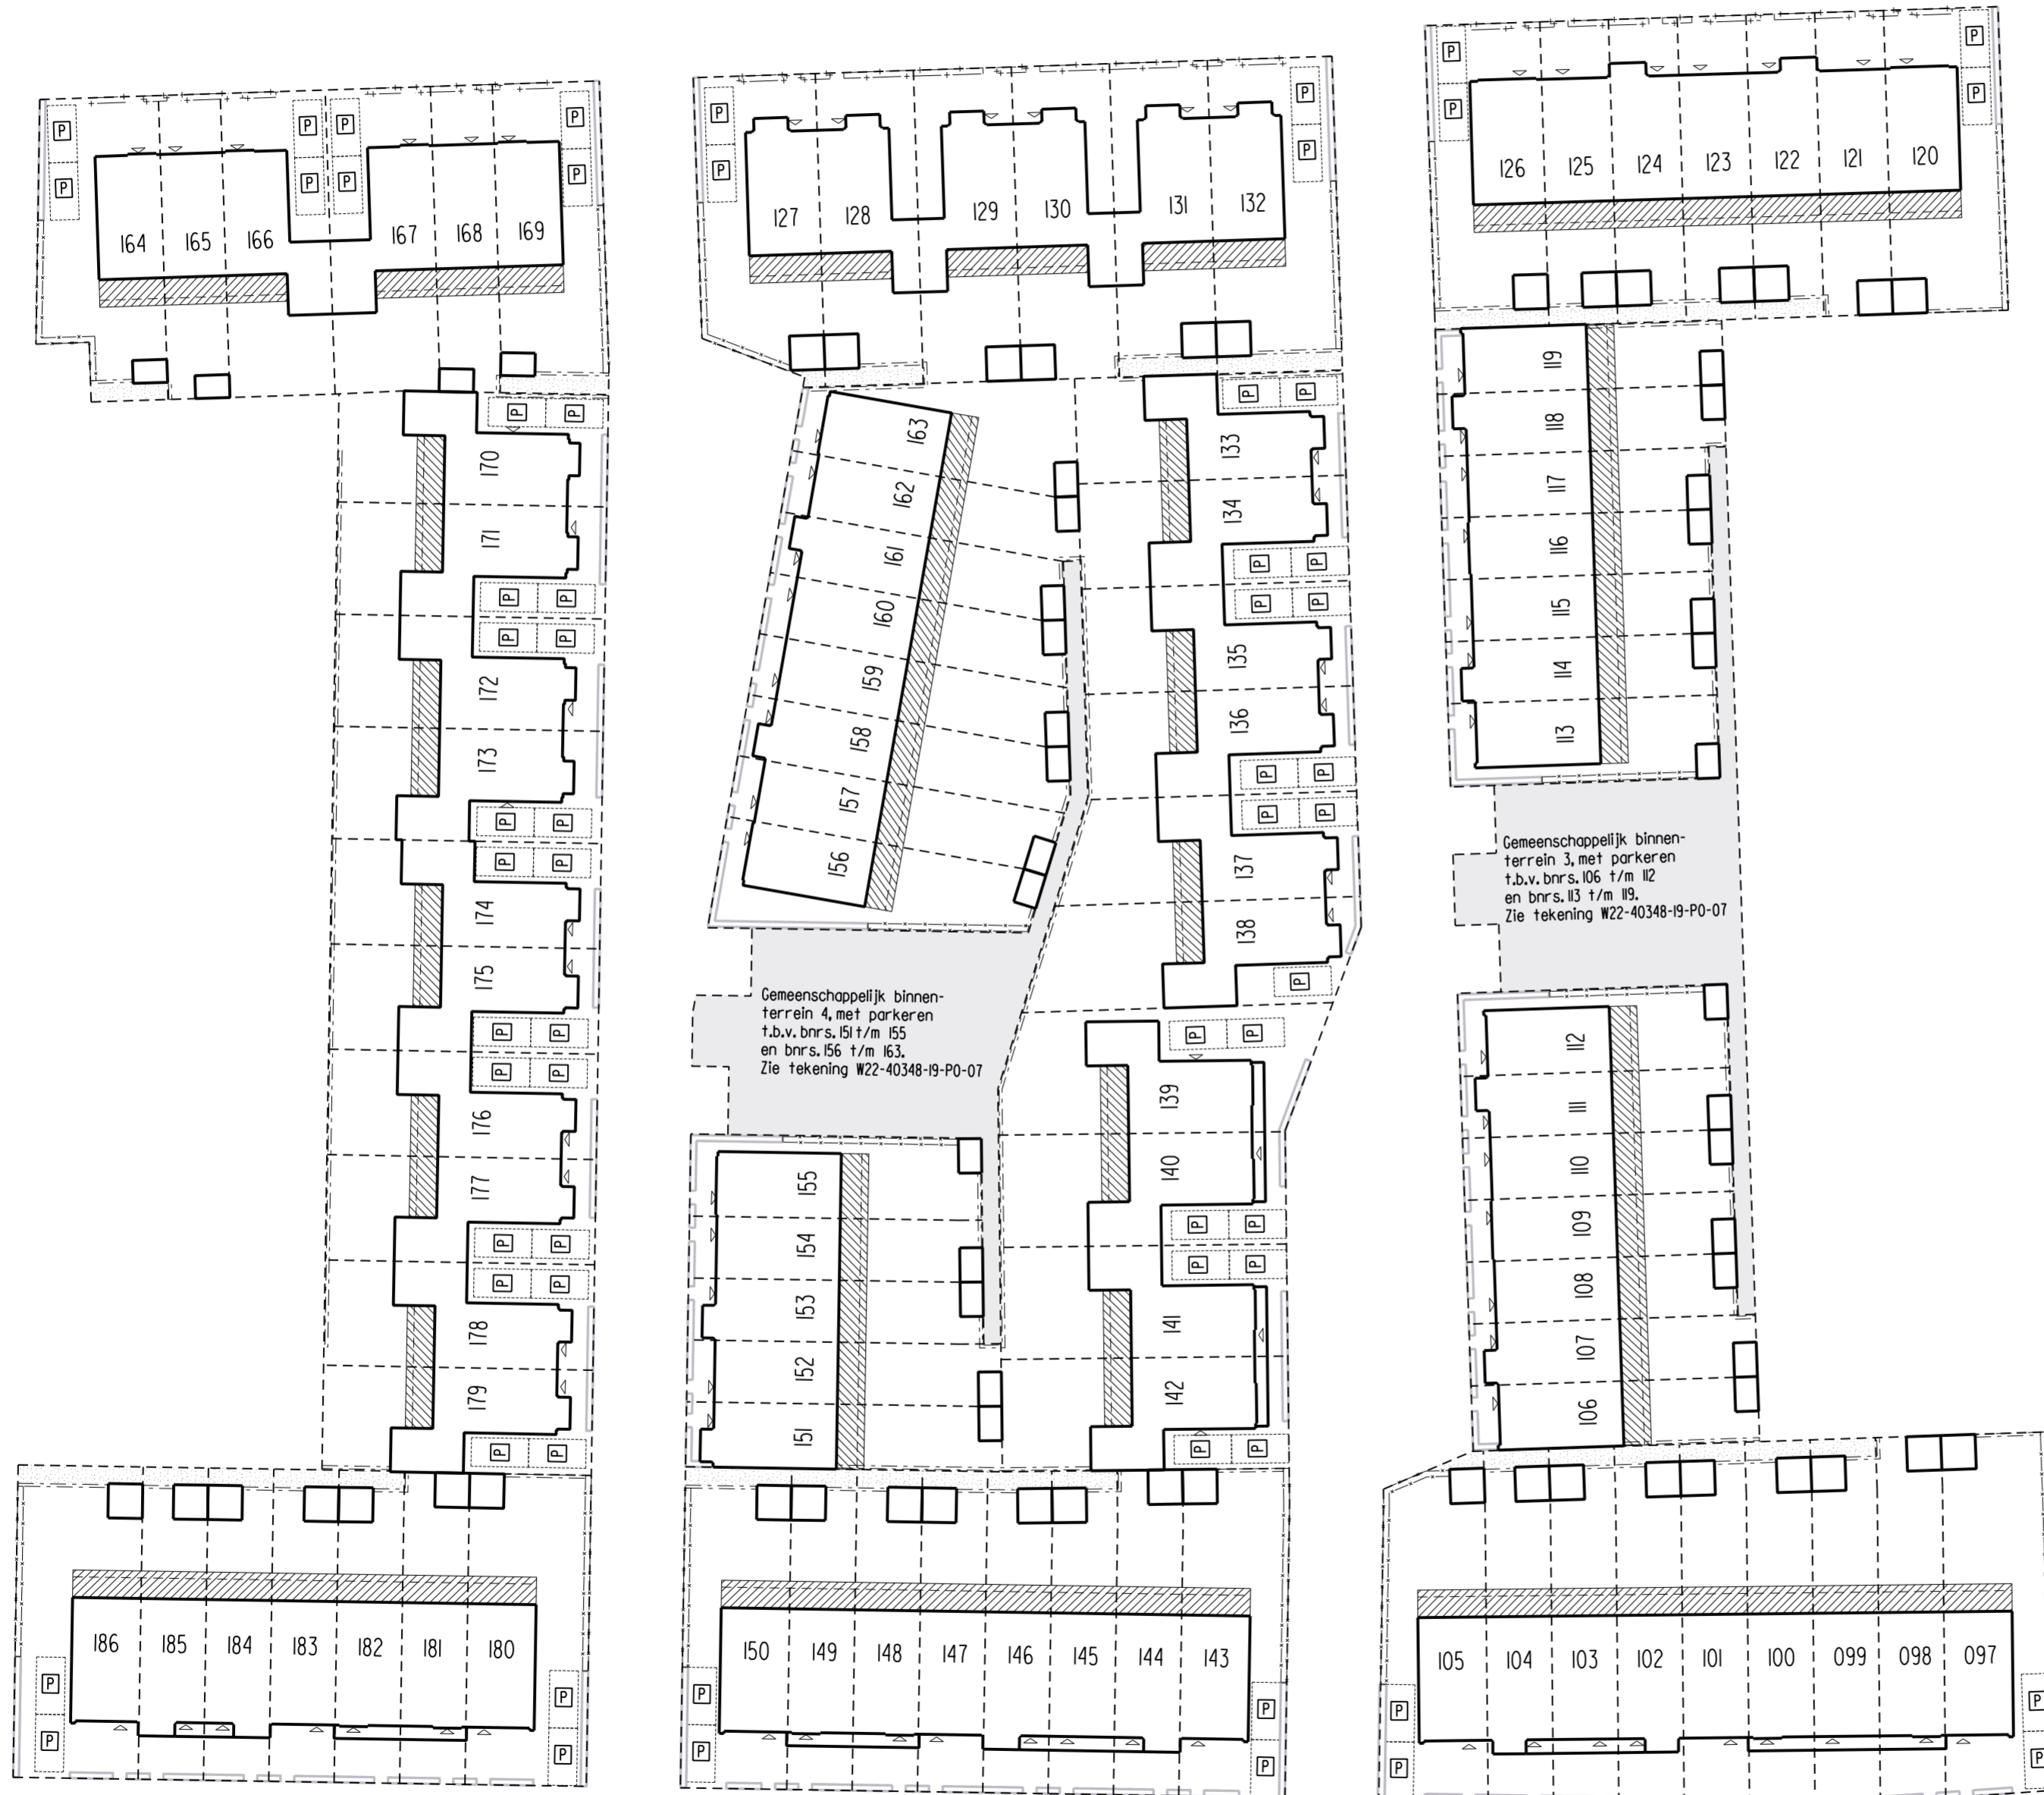 P P P P P P P P
P P P P
164 165 166 167 168 169
P P
170
171
P P
P P
172
173
P P
P P
174
175
P P
P P
176
177
P P
P P
178
179
P P
186 185 184 183 182 181 180
P P
P P
P P
P P
127 128 129 130 131 132
163
162
161
160
159
158
157
156
P P
133
134
P P
P P
135
136
P P
P P
137
138
P
Gemeenschappelijk binnen-
terrein 4, met parkeren
t.b.v. bnrs. 151 t/m 155
en bnrs. 156 t/m 163.
Zie tekening W22-40348-19-P0-07
P P
139
140
P P
P P
141
142
P P
155
154
153
152
151
150 149 148 147 146 145 144 143
P P
P P
P P
P P
126 125 124 123 122 121 120
119
118
117
116
115
114
113
Gemeenschappelijk binnen-
terrein 3, met parkeren
t.b.v. bnrs. 106 t/m 112
en bnrs. 113 t/m 119.
Zie tekening W22-40348-19-P0-07
112
111
110
109
108
107
106
105 104 103 102 101 100 099 098 097
P P
P P